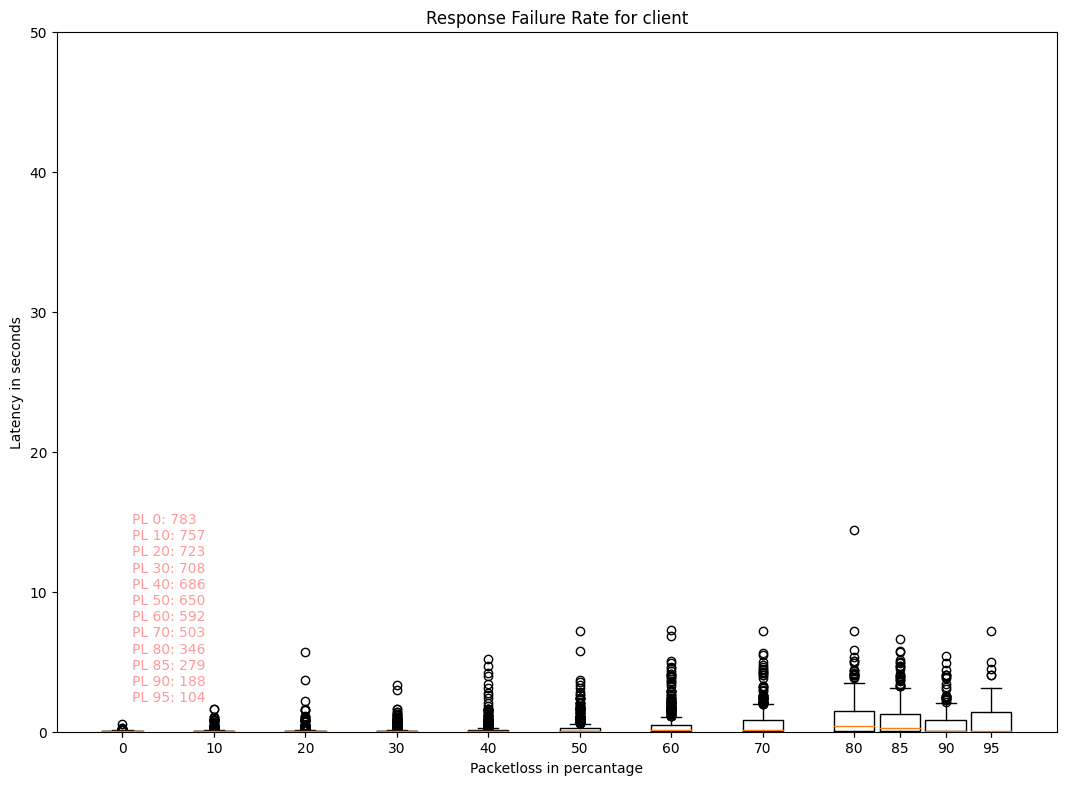 Response Failure Rate for client
50
40
30
20
10
0
Latency in seconds
PL 0: 783
PL 10: 757
PL 20: 723
PL 30: 708
PL 40: 686
PL 50: 650
PL 60: 592
PL 70: 503
PL 80: 346
PL 85: 279
PL 90: 188
PL 95: 104
0 10 20 30 40 50 60 70 80 85 90 95
Packetloss in percantage